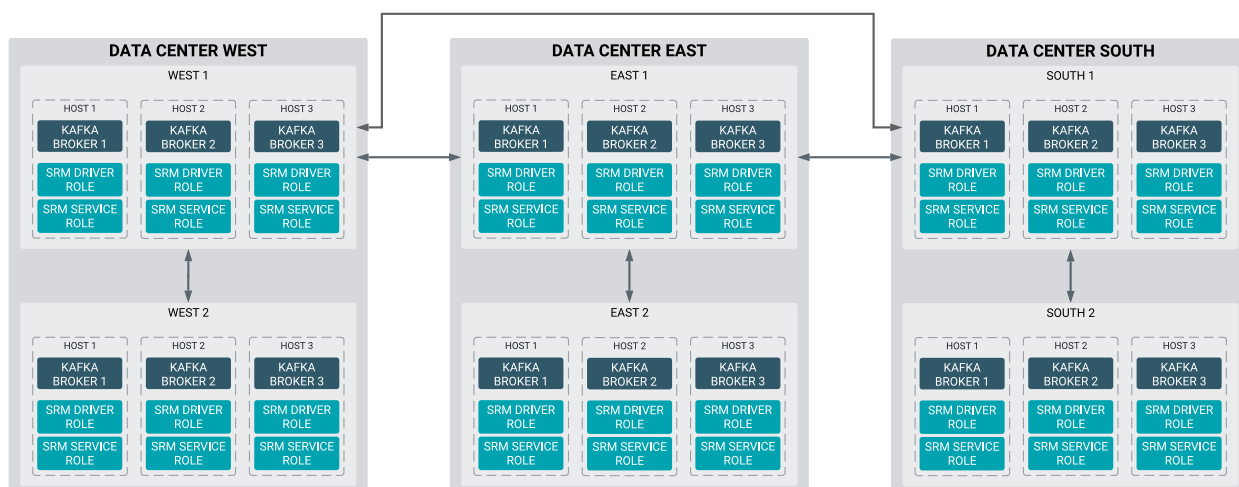 DATA CENTER WEST
WEST 1
HOST 1
KAFKA
BROKER 1
SRM DRIVER
ROLE
SRM SERVICE
ROLE
HOST 2
KAFKA
BROKER 2
SRM DRIVER
ROLE
SRM SERVICE
ROLE
HOST 3
KAFKA
BROKER 3
SRM DRIVER
ROLE
SRM SERVICE
ROLE
WEST 2
HOST 1
KAFKA
BROKER 1
SRM DRIVER
ROLE
SRM SERVICE
ROLE
HOST 2
KAFKA
BROKER 2
SRM DRIVER
ROLE
SRM SERVICE
ROLE
HOST 3
KAFKA
BROKER 3
SRM DRIVER
ROLE
SRM SERVICE
ROLE
DATA CENTER EAST
EAST 1
HOST 1
KAFKA
BROKER 1
SRM DRIVER
ROLE
SRM SERVICE
ROLE
HOST 2
KAFKA
BROKER 2
SRM DRIVER
ROLE
SRM SERVICE
ROLE
HOST 3
KAFKA
BROKER 3
SRM DRIVER
ROLE
SRM SERVICE
ROLE
EAST 2
HOST 1
KAFKA
BROKER 1
SRM DRIVER
ROLE
SRM SERVICE
ROLE
HOST 2
KAFKA
BROKER 2
SRM DRIVER
ROLE
SRM SERVICE
ROLE
HOST 3
KAFKA
BROKER 3
SRM DRIVER
ROLE
SRM SERVICE
ROLE
DATA CENTER SOUTH
SOUTH 1
HOST 1
KAFKA
BROKER 1
SRM DRIVER
ROLE
SRM SERVICE
ROLE
HOST 2
KAFKA
BROKER 2
SRM DRIVER
ROLE
SRM SERVICE
ROLE
HOST 3
KAFKA
BROKER 3
SRM DRIVER
ROLE
SRM SERVICE
ROLE
SOUTH 2
HOST 1
KAFKA
BROKER 1
SRM DRIVER
ROLE
SRM SERVICE
ROLE
HOST 2
KAFKA
BROKER 2
SRM DRIVER
ROLE
SRM SERVICE
ROLE
HOST 3
KAFKA
BROKER 3
SRM DRIVER
ROLE
SRM SERVICE
ROLE